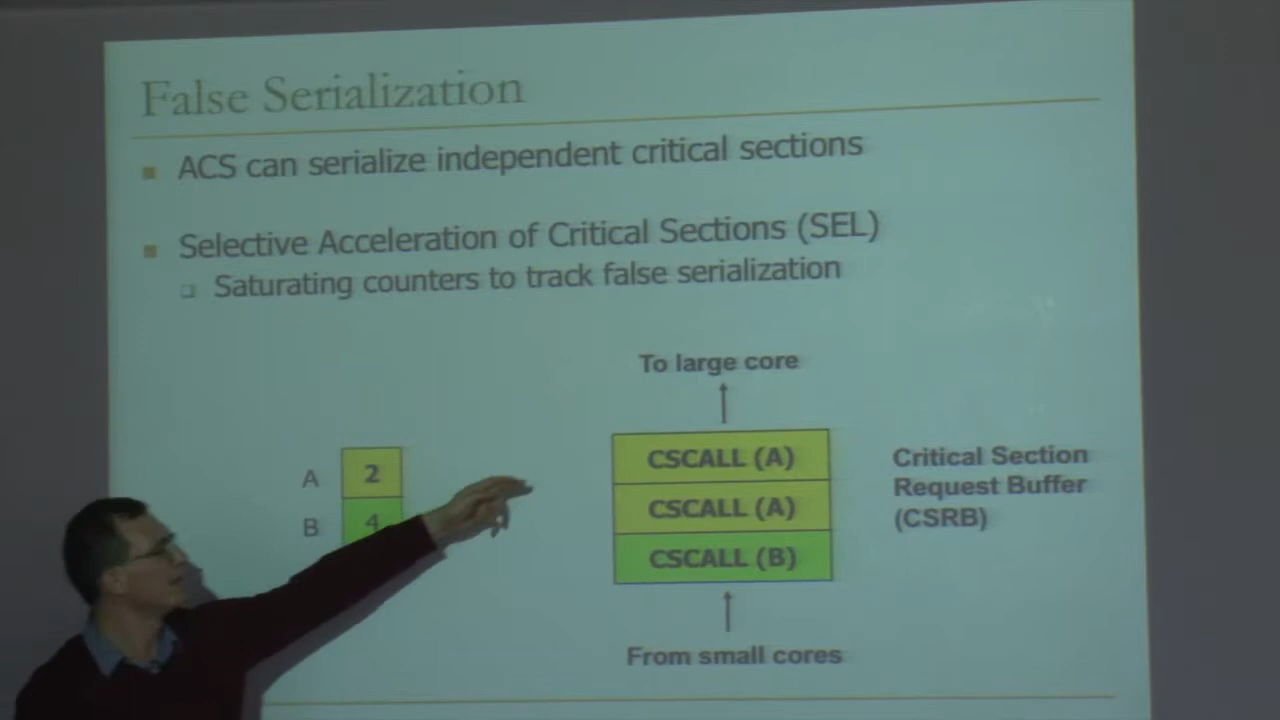 False Serialization
ACS can serialize independent critical sections
Selective Acceleration of Critical Sections (SEL)
Saturating counters to track false serialization
To large core
A 2
B 4
CSCALL (A)
CSCALL (A)
CSCALL (B)
Critical Section
Request Buffer
(CSRB)
From small cores